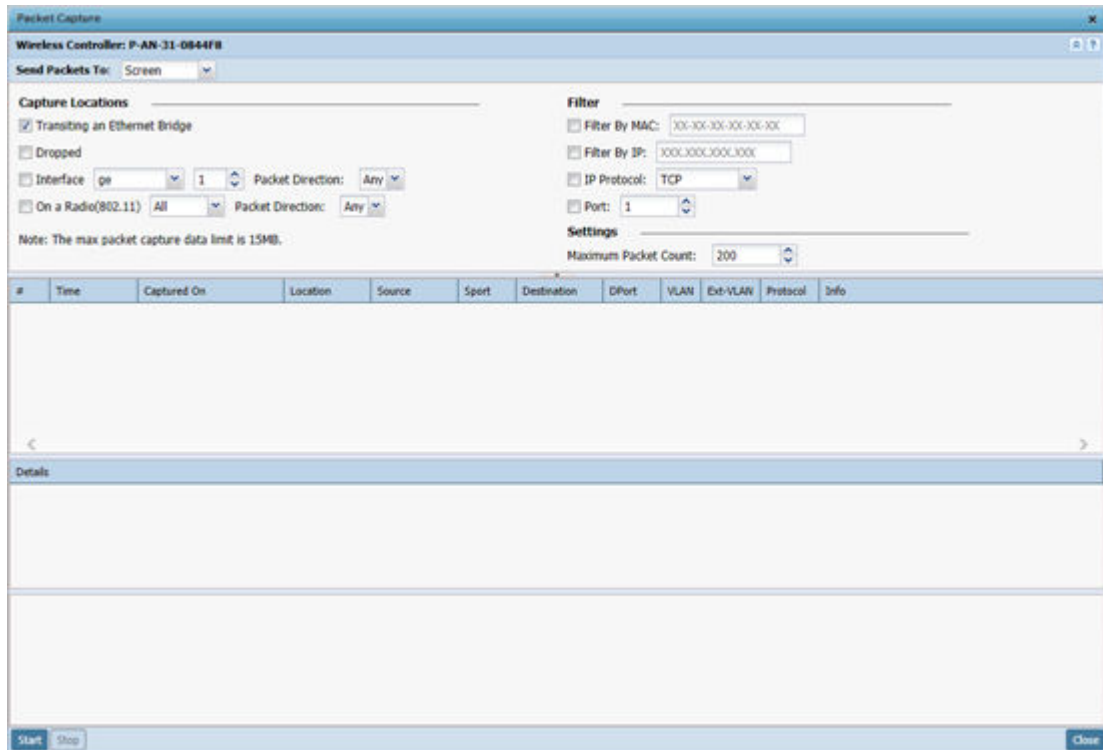 Packet Capture
Wireless Controller: P-AN-31-0844F8
Send Packets To: Screen
Capture Locations
Transiting an Ethernet Bridge
Dropped
Interface ge 1 Packet Direction: Any
On a Radio(802.11) All Packet Direction: Any
Note: The max packet capture data limit is 15MB.
Filter
Filter By MAC: XX-XX-XX-XX-XX-XX
Filter By IP: XXX.XXX.XXX.XXX
IP Protocol: TCP
Port: 1
Settings
Maximum Packet Count: 200
# Time Captured On Location Source Sport Destination DPort VLAN Ext-VLAN Protocol Info
Details
Start Stop Close